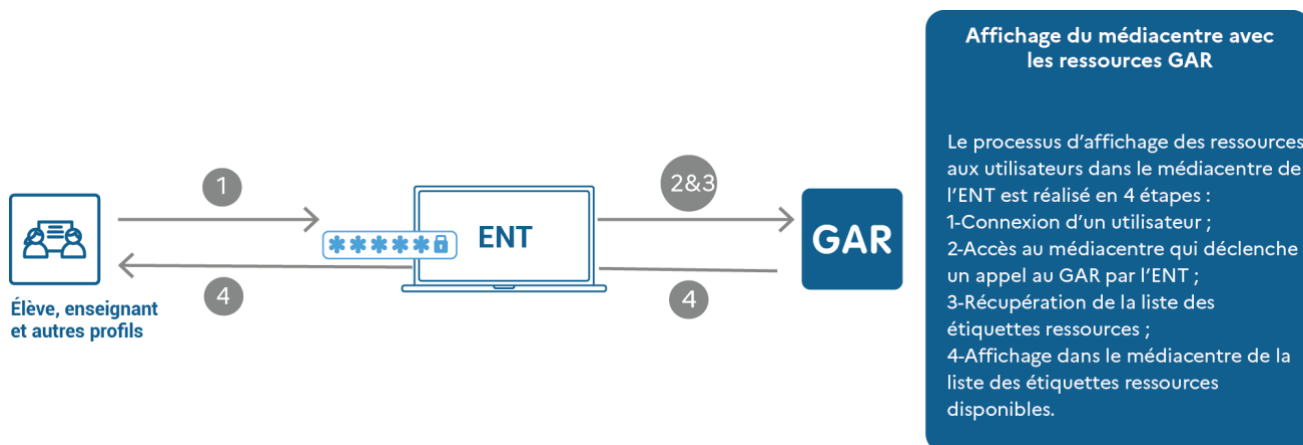 Affichage du médiacentre avec
les ressources GAR
Le processus d'affichage des ressources
aux utilisateurs dans le médiacentre de
l'ENT est réalisé en 4 étapes :
1-Connexion d'un utilisateur ;
2-Accès au médiacentre qui déclenche
un appel au GAR par l'ENT ;
3-Récupération de la liste des
étiquettes ressources ;
4-Affichage dans le médiacentre de la
liste des étiquettes ressources
disponibles.
1
2&3
*****
ENT
GAR
4
4
Élève, enseignant
et autres profils